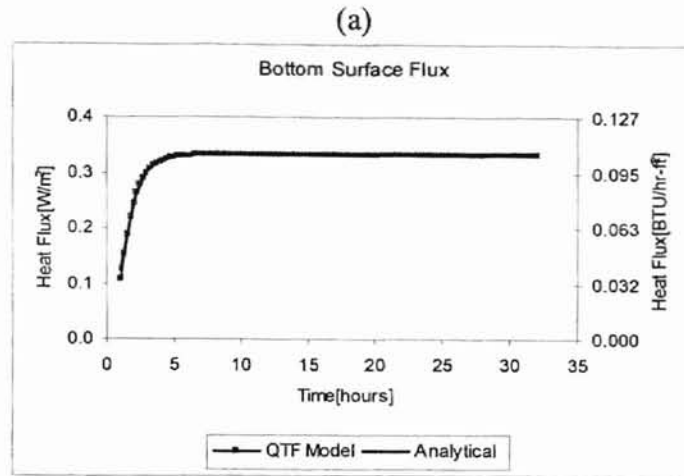 (a)
Bottom Surface Flux
0.4
0.3
0.2
0.1
0.0
Heat Flux[W/m²]
0.127
0.095
0.063
0.032
0.000
Heat Flux[BTU/hr-ft²]
0 5 10 15 20 25 30 35
Time[hours]
QTF Model Analytical